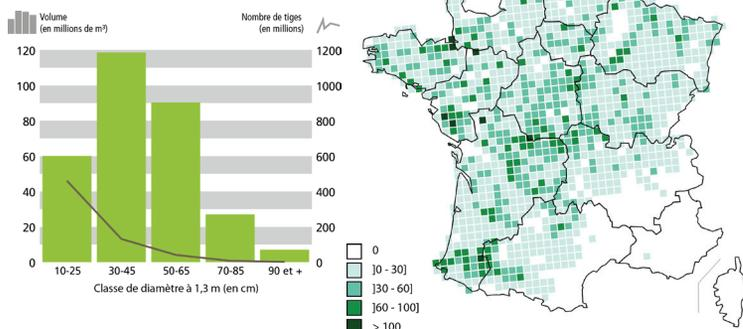 Volume
(en millions de m³)
Nombre de tiges
(en millions)
120
100
80
60
40
20
0
1200
1000
800
600
400
200
0
10-25 30-45 50-65 70-85 90 et +
Classe de diamètre à 1,3 m (en cm)
0
]0 - 30]
]30 - 60]
]60 - 100]
> 100